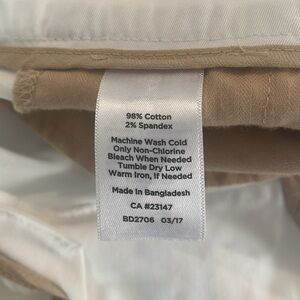 98% Cotton
2% Spandex
Machine Wash Cold
Only Non-Chlorine
Bleach When Needed
Tumble Dry Low
Warm Iron, If Needed
Made In Bangladesh
CA #23147
BD2706 03/17